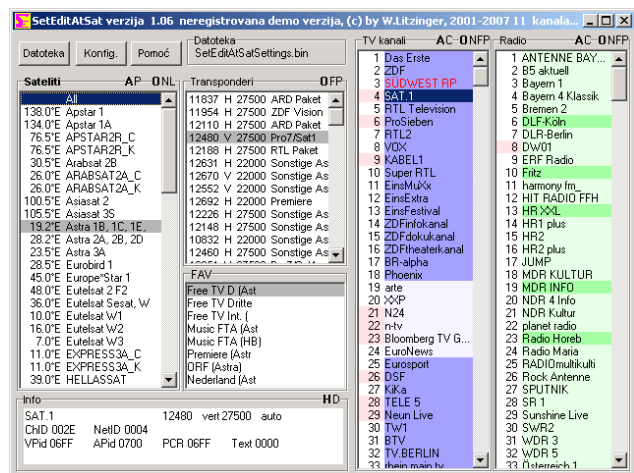 SetEditAtSat verzija 1.06 neregistrovana demo verzija, (c) by W.Litzinger, 2001-2007 11 kanala...
Datoteka Konfig. Pomoć
Datoteka
SetEditAtSatSettings.bin
Sateliti AP ONL
All
138.0°E Apstar 1
134.0°E Apstar 1A
76.5°E APSTAR2R_C
76.5°E APSTAR2R_K
30.5°E Arabsat 2B
26.0°E ARABSAT2A_C
26.0°E ARABSAT2A_K
100.5°E Asiasat 2
105.5°E Asiasat 3S
19.2°E Astra 1B, 1C, 1E,
28.2°E Astra 2A, 2B, 2D
23.5°E Astra 3A
28.5°E Eurobird 1
45.0°E Europe*Star 1
48.0°E Eutelsat 2 F2
36.0°E Eutelsat Sesat, W
10.0°E Eutelsat W1
16.0°E Eutelsat W2
7.0°E Eutelsat W3
11.0°E EXPRESS3A_C
11.0°E EXPRESS3A_K
39.0°E HELLASSAT
Transponderi OFP
11837 H 27500 ARD Paket
11954 H 27500 ZDF Vision
12110 H 27500 ARD Paket
12480 V 27500 Pro7/Sat1
12188 H 27500 RTL Paket
12631 H 22000 Sonstige As
12670 V 22000 Sonstige As
12552 V 22000 Sonstige As
12692 H 22000 Premiere
12226 H 27500 Sonstige As
12148 H 27500 Sonstige As
10832 H 22000 Sonstige As
12460 H 27500 Sonstige As
FAV
Free TV D (Ast
Free TV Dritte
Free TV Int. (
Music FTA (Ast
Music FTA (HB)
Premiere (Astr
ORF (Astra)
Nederland (Ast
TV kanali AC ONFP
1 Das Erste
2 ZDF
3 SÜDWEST RP
4 SAT.1
5 RTL Television
6 ProSieben
7 RTL2
8 VOX
9 KABEL1
10 Super RTL
11 EinsMuXx
12 EinsExtra
13 EinsFestival
14 ZDFinfokanal
15 ZDFdokukanal
16 ZDFtheaterkanal
17 BR-alpha
18 Phoenix
19 arte
20 XXP
21 N24
22 n-tv
23 Bloomberg TV G...
24 EuroNews
25 Eurosport
26 DSF
27 KiKa
28 TELE 5
29 Neun Live
30 TW1
31 BTV
32 TV.BERLIN
33 rhein main tv
Radio AC ONFP
1 ANTENNE BAY...
2 B5 aktuell
3 Bayern 1
4 Bayern 4 Klassik
5 Bremen 2
6 DLF-Köln
7 DLR-Berlin
8 DW01
9 ERF Radio
10 Fritz
11 harmony fm_
12 HIT RADIO FFH
13 HR XXL
14 HR1 plus
15 HR2
16 HR2 plus
17 JUMP
18 MDR KULTUR
19 MDR INFO
20 NDR 4 Info
21 NDR Kultur
22 planet radio
23 Radio Horeb
24 Radio Maria
25 RADIOmultikulti
26 Rock Antenne
27 SPUTNIK
28 SR 1
29 Sunshine Live
30 SWR2
31 WDR 3
32 WDR 5
33 Österreich 1
Info HD
SAT.1 12480 vert 27500 auto
ChID 002E NetID 0004
VPid 06FF APid 0700 PCR 06FF Text 0000